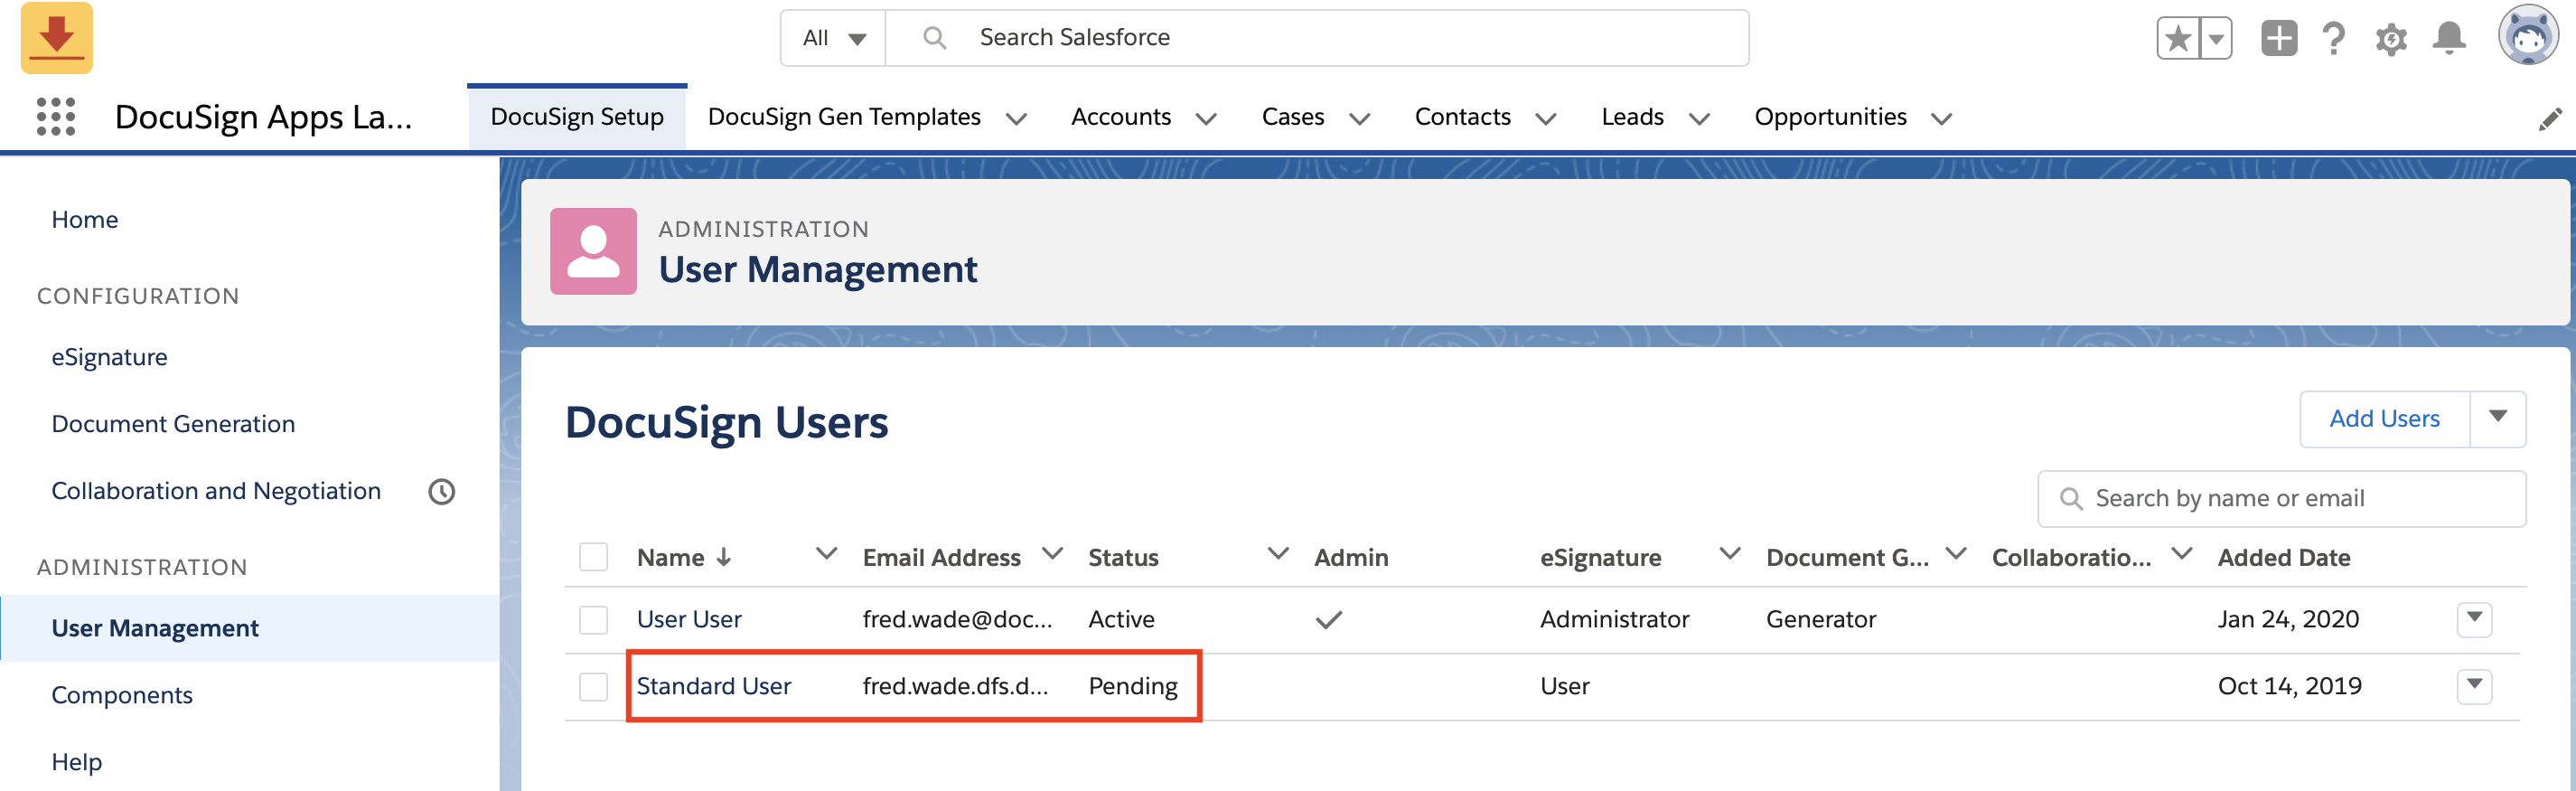 All Search Salesforce
DocuSign Apps La... DocuSign Setup DocuSign Gen Templates Accounts Cases Contacts Leads Opportunities
Home
CONFIGURATION
eSignature
Document Generation
Collaboration and Negotiation
ADMINISTRATION
User Management
Components
Help
ADMINISTRATION
User Management
DocuSign Users
Add Users
Search by name or email
Name Email Address Status Admin eSignature Document G... Collaboratio... Added Date
User User fred.wade@doc... Active Administrator Generator Jan 24, 2020
Standard User fred.wade.dfs.d... Pending User Oct 14, 2019